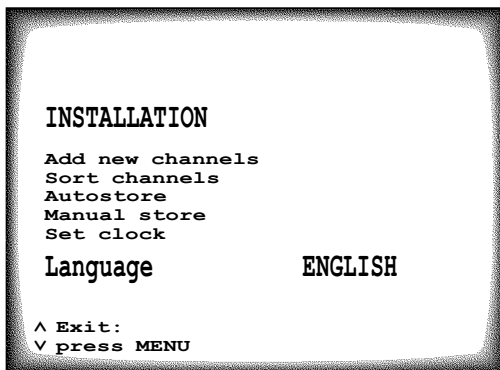 INSTALLATION
Add new channels
Sort channels
Autostore
Manual store
Set clock
Language ENGLISH
^ Exit:
v press MENU